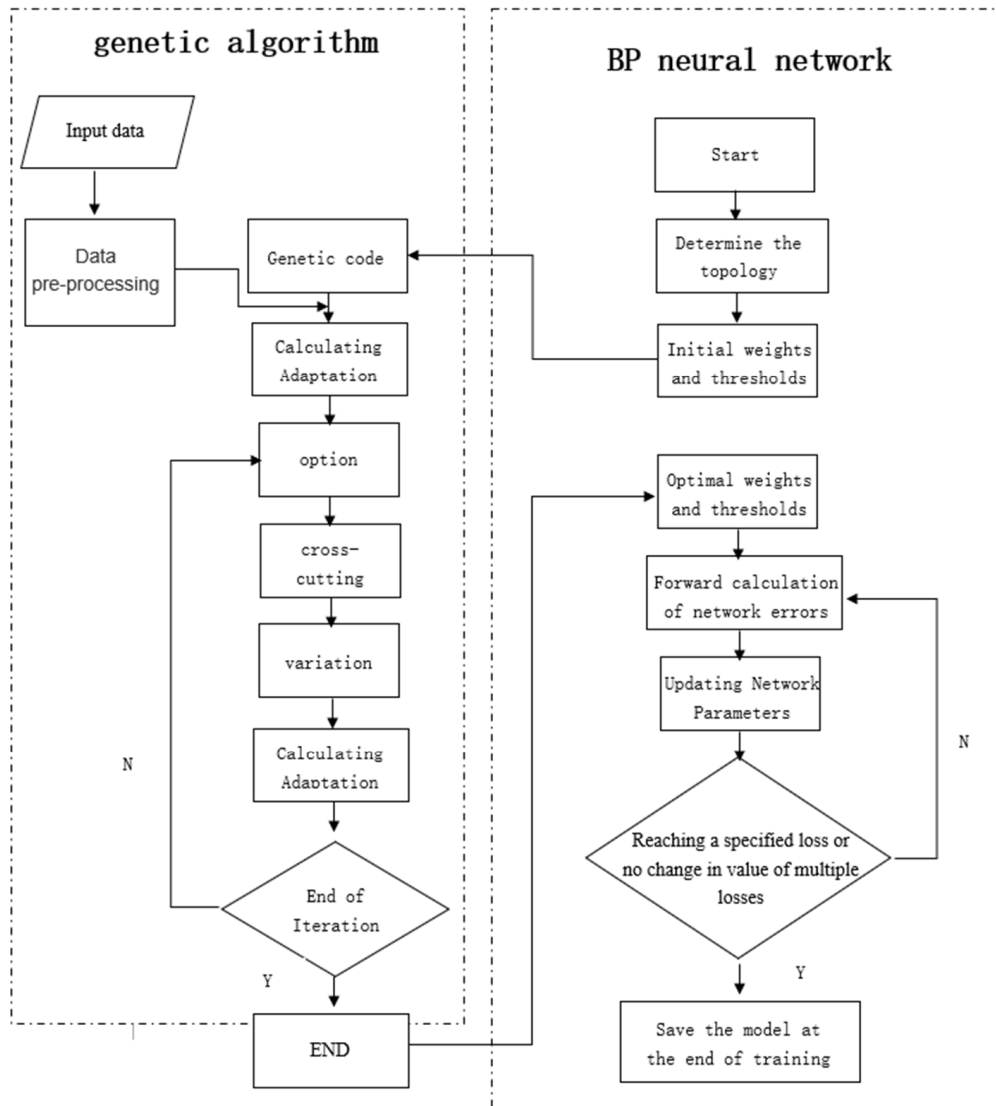 genetic algorithm
Input data
Data
pre-processing
Genetic code
Calculating
Adaptation
option
cross-
cutting
variation
Calculating
Adaptation
N
End of
Iteration
Y
END
BP neural network
Start
Determine the
topology
Initial weights
and thresholds
Optimal weights
and thresholds
Forward calculation
of network errors
Updating Network
Parameters
N
Reaching a specified loss or
no change in value of multiple
losses
Y
Save the model at
the end of training